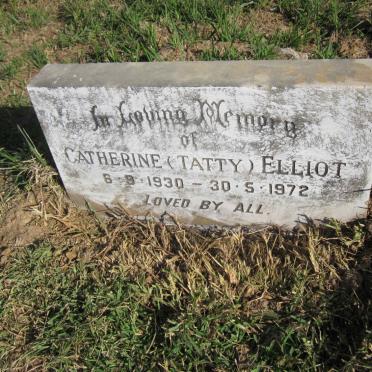 In Loving Memory
of
CATHERINE (TATTY) ELLIOT
6·9·1930 - 30·5·1972
LOVED BY ALL